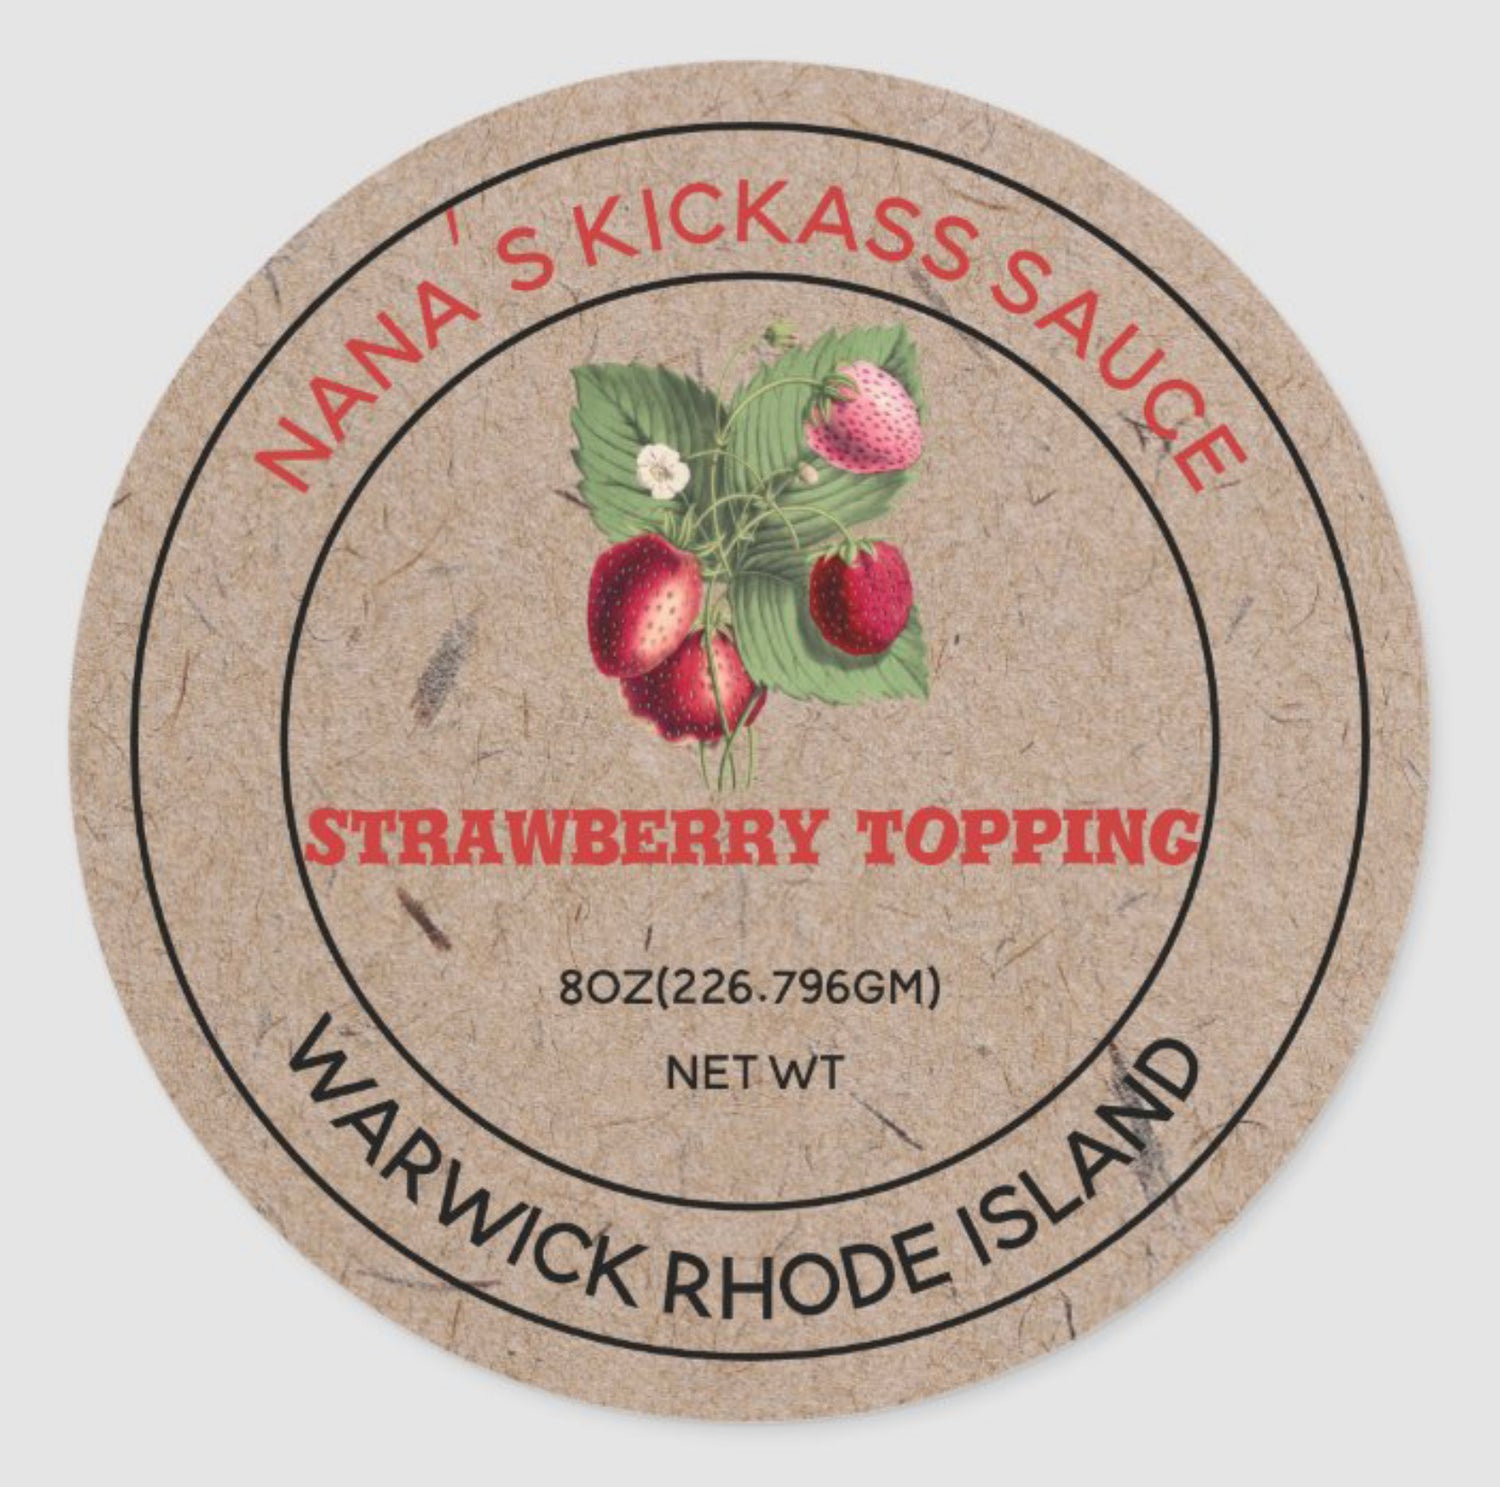 NANA'S KICKASS SAUCE
STRAWBERRY TOPPING
8OZ(226.796GM)
NET WT
WARWICK RHODE ISLAND